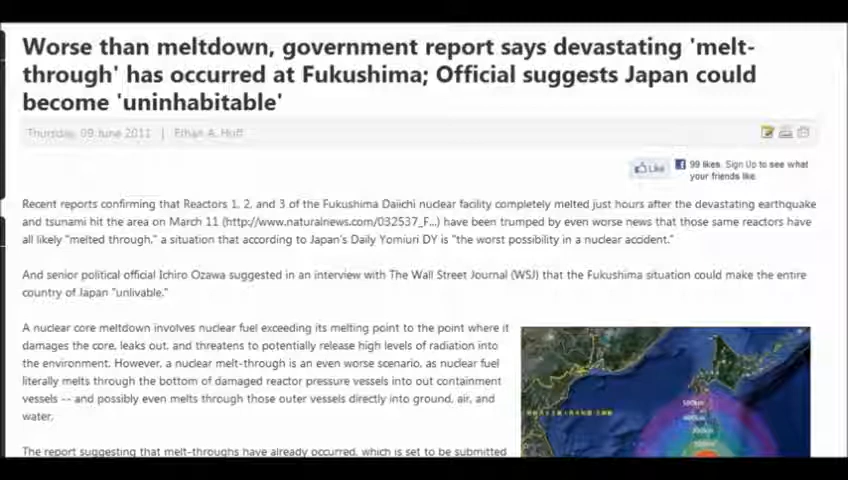 Worse than meltdown, government report says devastating 'melt-
through' has occurred at Fukushima; Official suggests Japan could
become 'uninhabitable'
Thursday, 09 June 2011 | Ethan A. Huff
Like 99 likes. Sign Up to see what
your friends like.
Recent reports confirming that Reactors 1, 2, and 3 of the Fukushima Daiichi nuclear facility completely melted just hours after the devastating earthquake
and tsunami hit the area on March 11 (http://www.naturalnews.com/032537_F...) have been trumped by even worse news that those same reactors have
all likely "melted through," a situation that according to Japan's Daily Yomiuri DY is "the worst possibility in a nuclear accident."
And senior political official Ichiro Ozawa suggested in an interview with The Wall Street Journal (WSJ) that the Fukushima situation could make the entire
country of Japan "unlivable."
A nuclear core meltdown involves nuclear fuel exceeding its melting point to the point where it
damages the core, leaks out, and threatens to potentially release high levels of radiation into
the environment. However, a nuclear melt-through is an even worse scenario, as nuclear fuel
literally melts through the bottom of damaged reactor pressure vessels into out containment
vessels -- and possibly even melts through those outer vessels directly into ground, air, and
water.
The report suggesting that melt-throughs have already occurred, which is set to be submitted